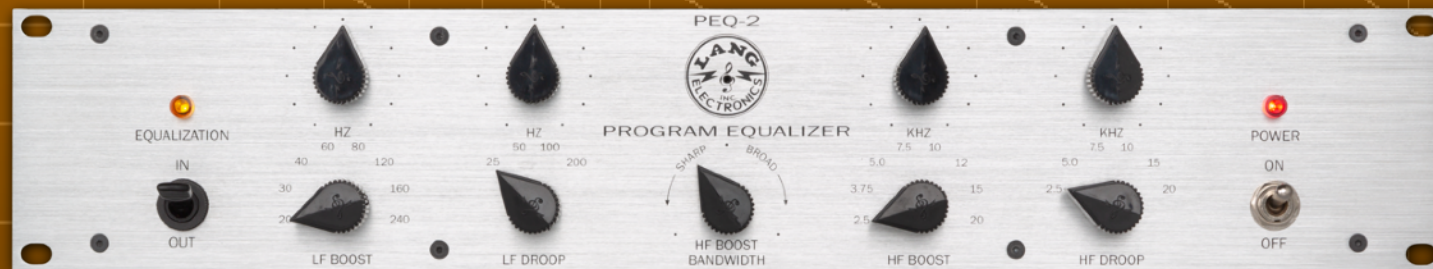 PEQ-2
LANG
ELECTRONICS
INC.
PROGRAM EQUALIZER
EQUALIZATION
IN
OUT
HZ
60 80
40 120
30 160
20 240
LF BOOST
HZ
50 100
25 200
LF DROOP
SHARP BROAD
HF BOOST
BANDWIDTH
KHZ
7.5 10
5.0 12
3.75 15
2.5 20
HF BOOST
KHZ
7.5 10
5.0 15
2.5 20
HF DROOP
POWER
ON
OFF